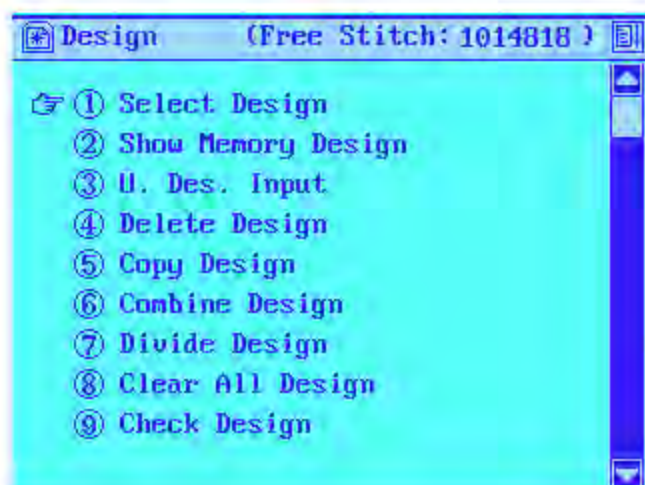 Design (Free Stitch: 1014818 )
① Select Design
② Show Memory Design
③ U. Des. Input
④ Delete Design
⑤ Copy Design
⑥ Combine Design
⑦ Divide Design
⑧ Clear All Design
⑨ Check Design